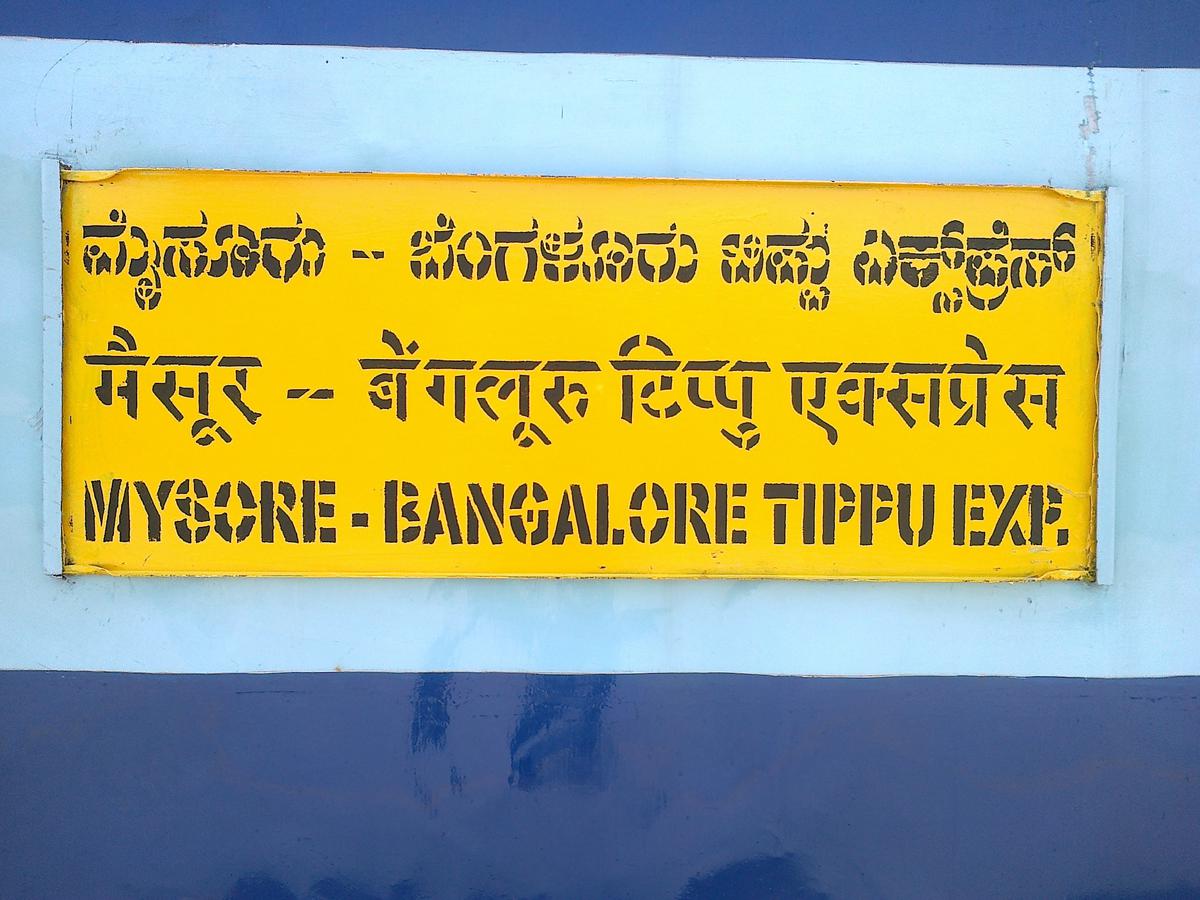 ಮೈಸೂರು - ಬೆಂಗಳೂರು ಟಿಪ್ಪು ಎಕ್ಸ್‌ಪ್ರೆಸ್
मैसूर - बेंगलूरु टिप्पु एक्सप्रेस
MYSORE - BANGALORE TIPPU EXP.